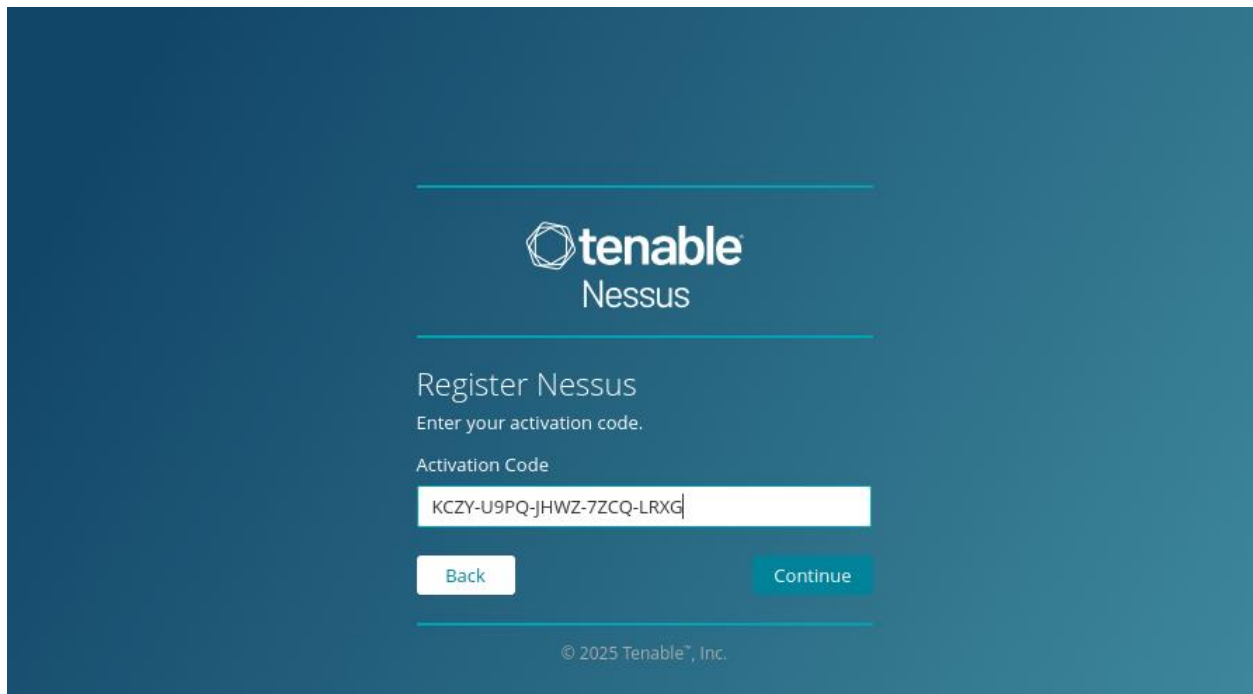 tenable
Nessus
Register Nessus
Enter your activation code.
Activation Code
KCZY-U9PQ-JHWZ-7ZCQ-LRXG
Back
Continue
© 2025 Tenable™, Inc.